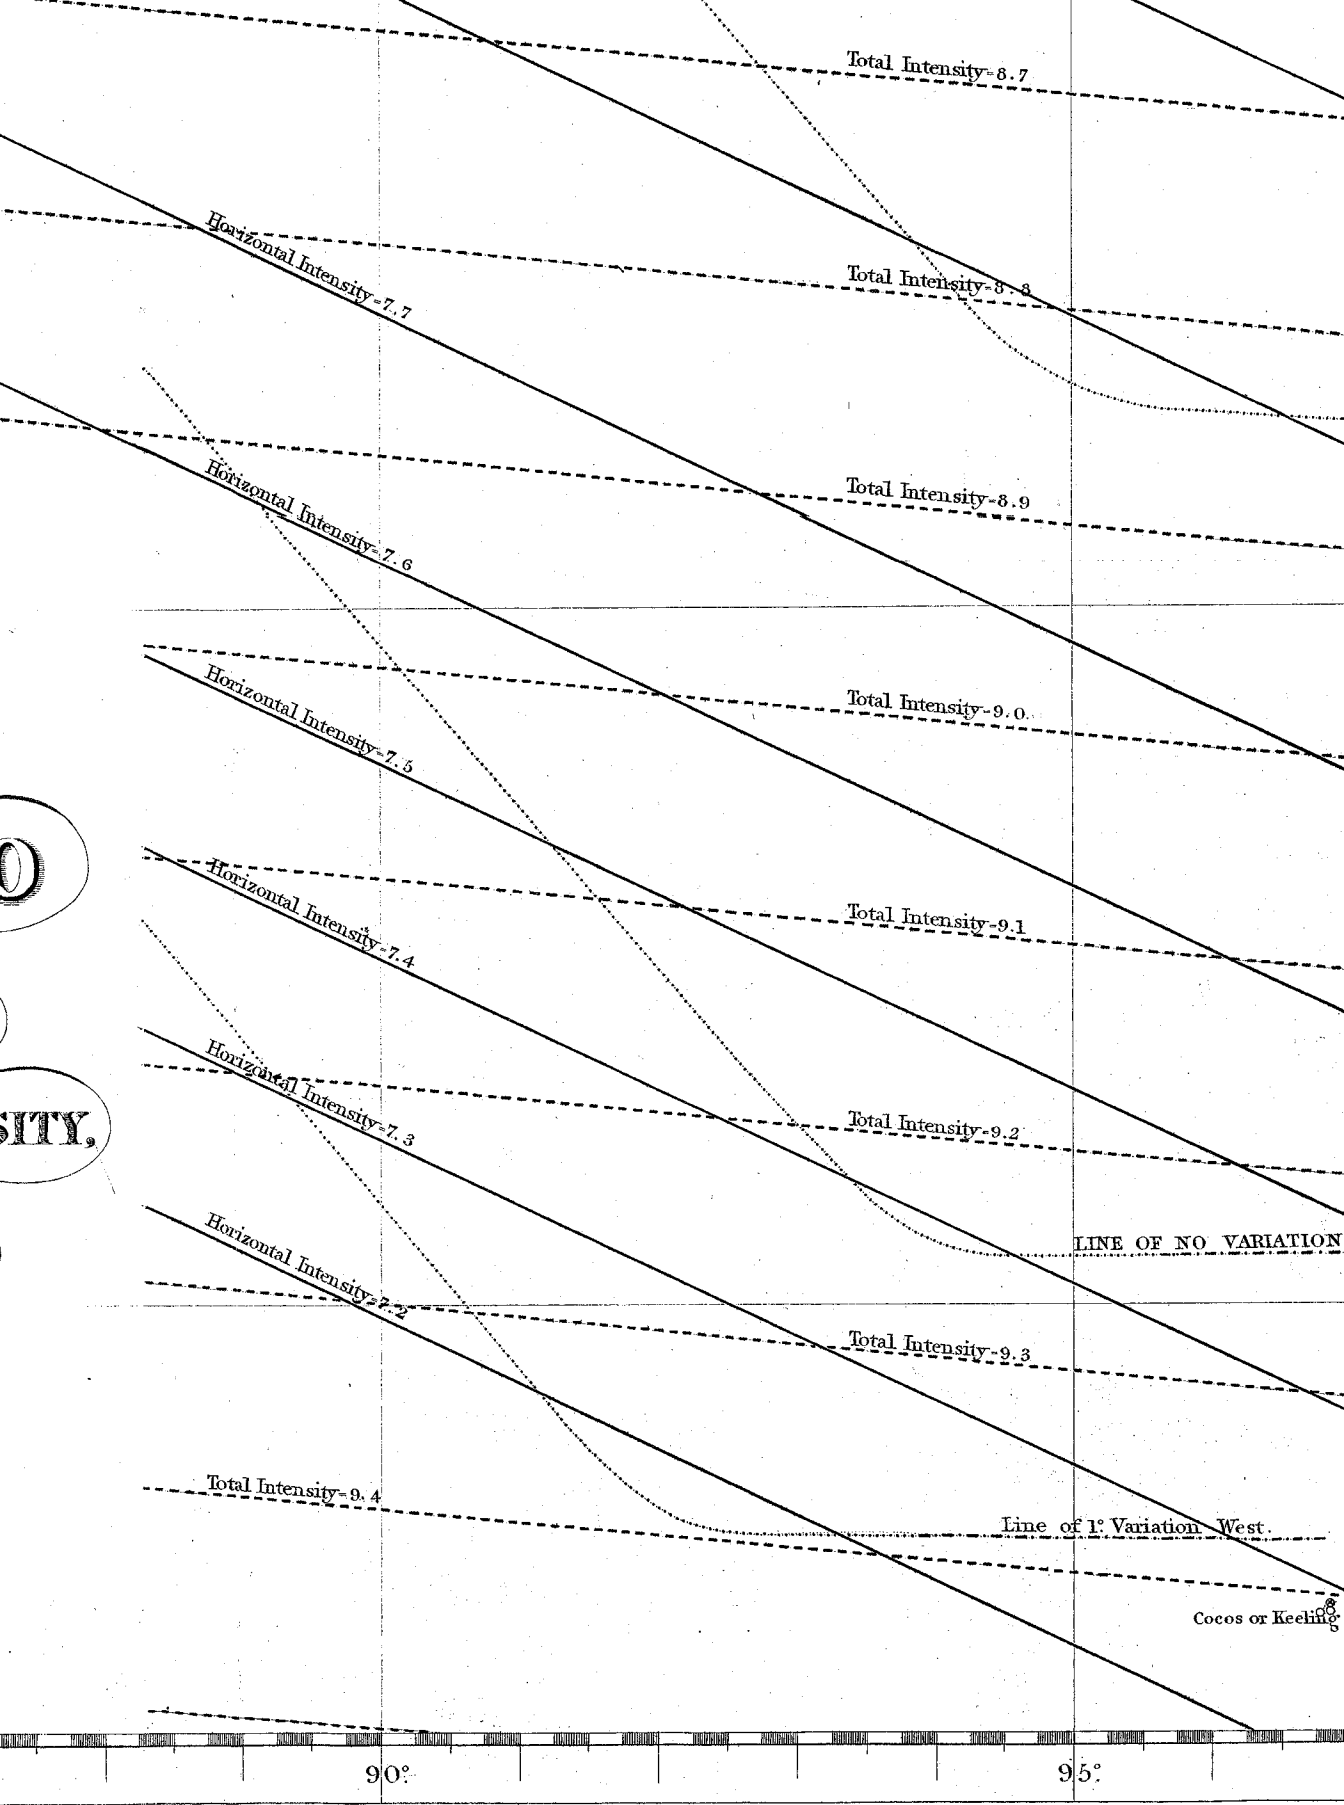 Total Intensity=8.7
Horizontal Intensity=7.7
Total Intensity=8.8
Horizontal Intensity=7.6
Total Intensity=8.9
Horizontal Intensity=7.5
Total Intensity=9.0
Horizontal Intensity=7.4
Total Intensity=9.1
Horizontal Intensity=7.3
SITY,
Total Intensity=9.2
Horizontal Intensity=7.2
LINE OF NO VARIATION
Total Intensity=9.3
Total Intensity=9.4
Line of 1° Variation West.
Cocos or Keeling
90°
95°